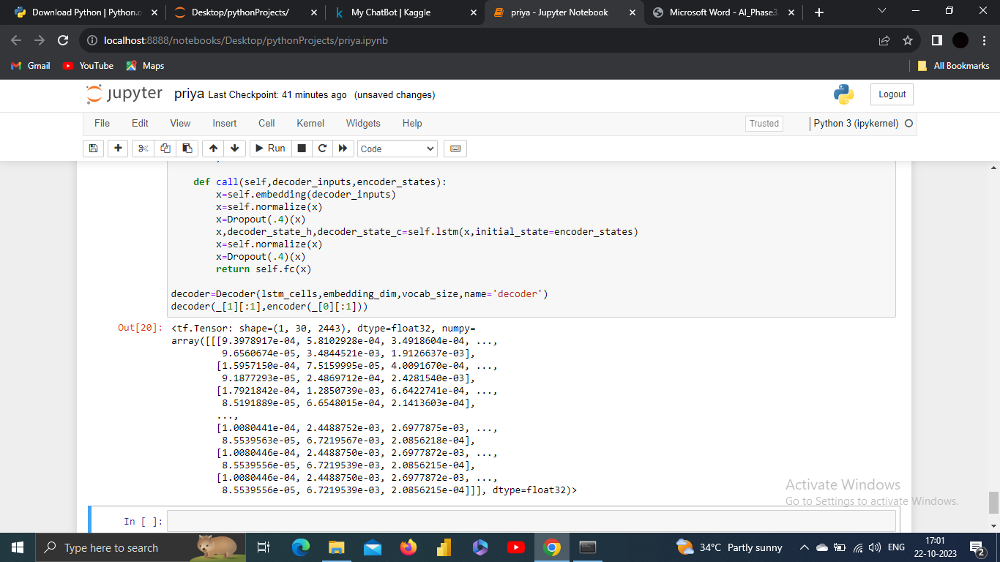 Download Python | Python.o
Desktop/pythonProjects/
My ChatBot | Kaggle
priya - Jupyter Notebook
Microsoft Word - AI_Phase3
localhost:8888/notebooks/Desktop/pythonProjects/priya.ipynb
Gmail YouTube Maps All Bookmarks
jupyter priya Last Checkpoint: 41 minutes ago (unsaved changes) Logout
File Edit View Insert Cell Kernel Widgets Help Trusted Python 3 (ipykernel)
Run Code
def call(self,decoder_inputs,encoder_states):
x=self.embedding(decoder_inputs)
x=self.normalize(x)
x=Dropout(.4)(x)
x,decoder_state_h,decoder_state_c=self.lstm(x,initial_state=encoder_states)
x=self.normalize(x)
x=Dropout(.4)(x)
return self.fc(x)
decoder=Decoder(lstm_cells,embedding_dim,vocab_size,name='decoder')
decoder(_[1][:1],encoder(_[0][:1]))
Out[20]: <tf.Tensor: shape=(1, 30, 2443), dtype=float32, numpy=
array([[[9.3978917e-04, 5.8102928e-04, 3.4918604e-04, ...,
9.6560674e-05, 3.4844521e-03, 1.9126637e-03],
[1.5957150e-04, 7.5159995e-05, 4.0091670e-04, ...,
9.1877293e-05, 2.4869712e-04, 2.4281540e-03],
[1.7921842e-04, 1.2850739e-03, 6.6422741e-04, ...,
8.5191889e-05, 6.6548015e-04, 2.1413603e-04],
...,
[1.0080441e-04, 2.4488752e-03, 2.6977875e-03, ...,
8.5539563e-05, 6.7219567e-03, 2.0856218e-04],
[1.0080446e-04, 2.4488750e-03, 2.6977872e-03, ...,
8.5539556e-05, 6.7219539e-03, 2.0856215e-04],
[1.0080446e-04, 2.4488750e-03, 2.6977872e-03, ...,
8.5539556e-05, 6.7219539e-03, 2.0856215e-04]]], dtype=float32)>
Activate Windows
Go to Settings to activate Windows.
In [ ]:
Type here to search 34°C Partly sunny ENG 17:01
22-10-2023 2